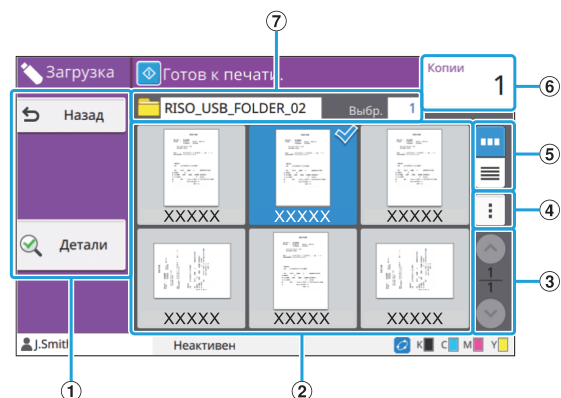 ⑦
Загрузка
Готов к печати.
Копии
1
⑥
Назад
RISO_USB_FOLDER_02
Выбр. 1
⑤
XXXXX XXXXX XXXXX
④
Детали
1
1
③
XXXXX XXXXX XXXXX
J.Smith
Неактивен
K C M Y
① ②